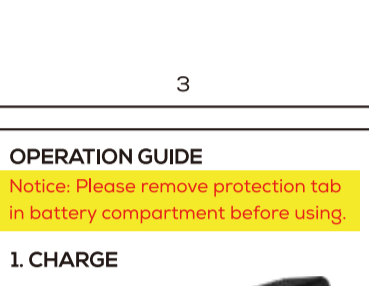 3
OPERATION GUIDE
Notice: Please remove protection tab
in battery compartment before using.
1. CHARGE